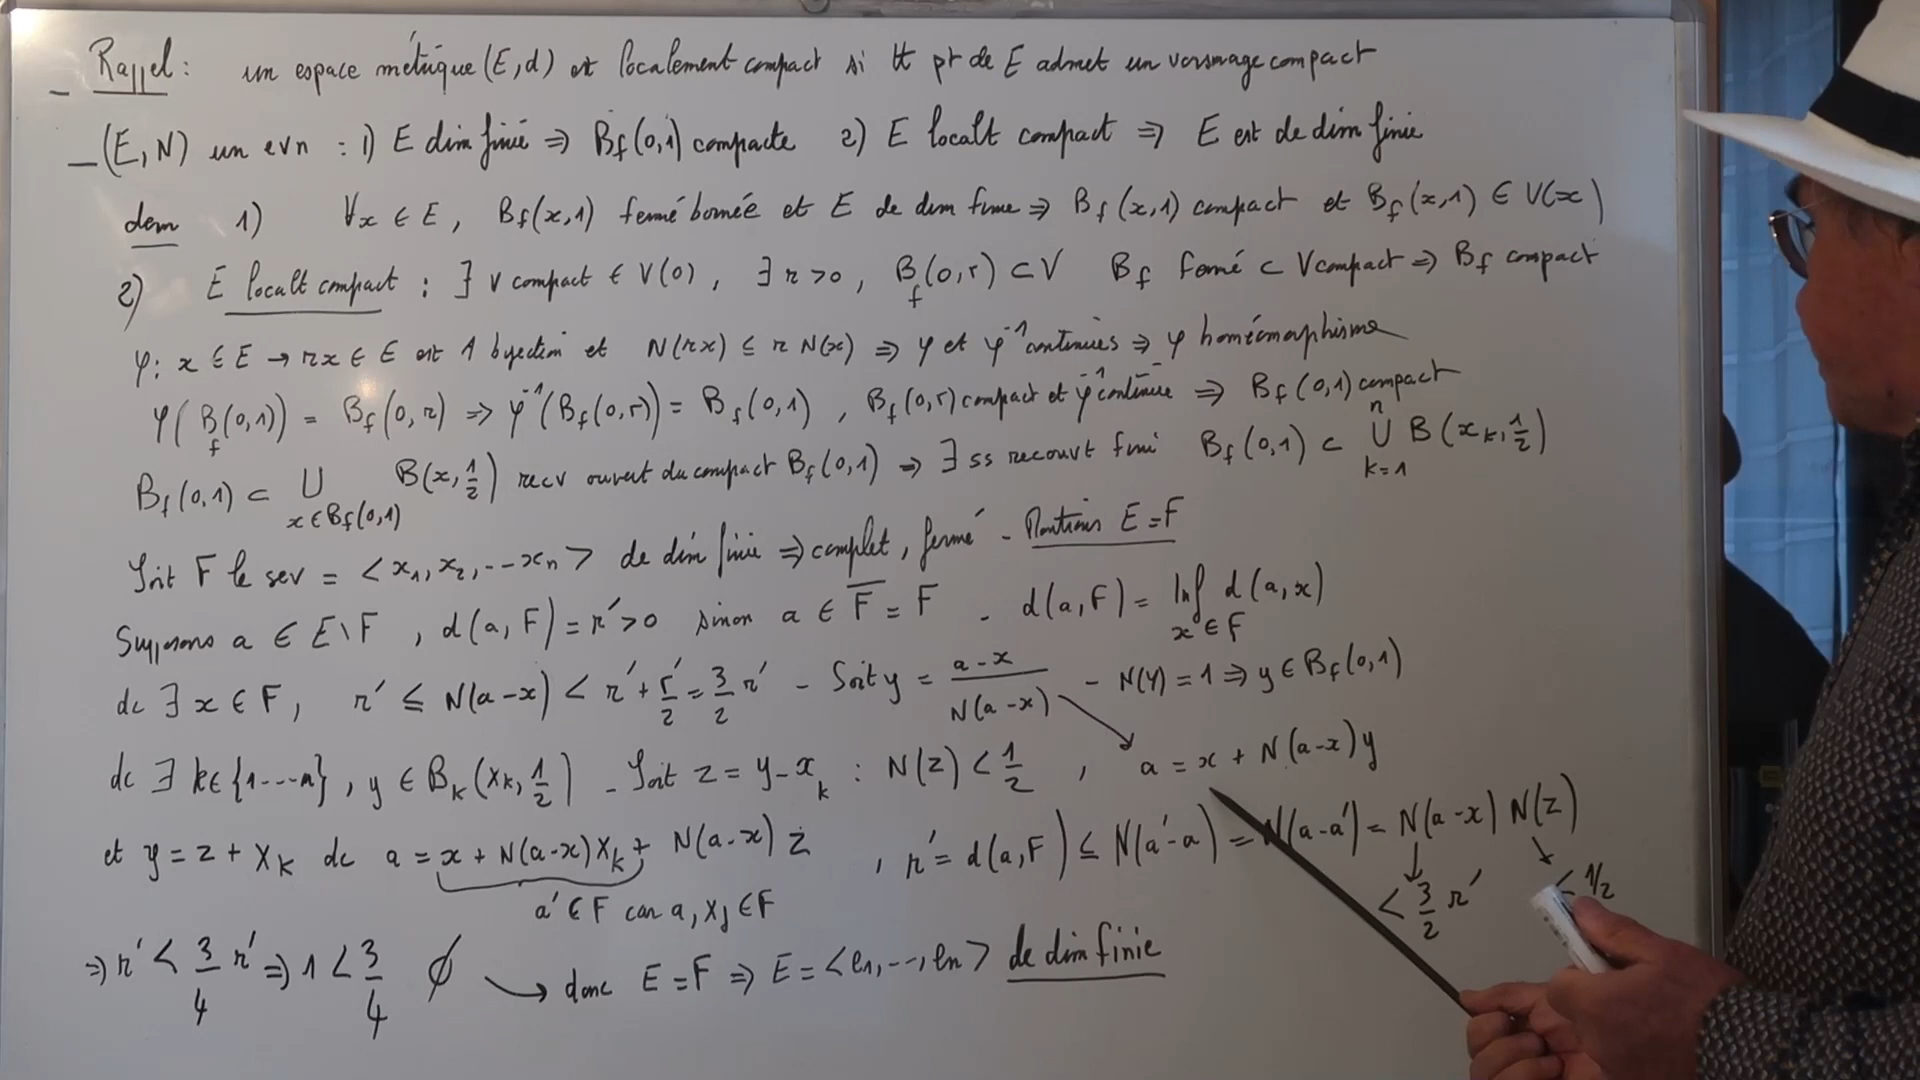 Rappel : un espace métrique (E,d) est localement compact si tt pt de E admet un voisinage compact
_ (E,N) un evn : 1) E dim finie ⇒ Bf(0,1) compacte 2) E localt compact ⇒ E est de dim finie
dem 1) ∀x ∈ E, Bf(x,1) fermé bornée et E de dim finie ⇒ Bf(x,1) compact et Bf(x,1) ∈ V(x)
2) E localt compact : ∃ V compact ∈ V(0), ∃ r > 0, Bf(0,r) ⊂ V Bf fermé ⊂ V compact ⇒ Bf compact
φ: x ∈ E → rx ∈ E est 1 bijection et N(rx) ≤ r N(x) ⇒ φ et φ⁻¹ continues ⇒ φ homéomorphisme
φ(Bf(0,1)) = Bf(0,r) ⇒ φ⁻¹(Bf(0,r)) = Bf(0,1), Bf(0,r) compact et φ⁻¹ continue ⇒ Bf(0,1) compact
Bf(0,1) ⊂ ∪ x∈Bf(0,1) B(x,1/2) recv ouvert du compact Bf(0,1) ⇒ ∃ ss recouvt fini Bf(0,1) ⊂ ∪ k=1 n B(xk,1/2)
Soit F le sev = <x1, x2, --- xn> de dim finie ⇒ complet, fermé - Montrons E = F
Supposons a ∈ E\F, d(a,F) = r' > 0 sinon a ∈ F̅ = F - d(a,F) = Inf x∈F d(a,x)
dc ∃ x ∈ F, r' ≤ N(a-x) < r' + r'/2 = 3/2 r' - Soit y = (a-x)/N(a-x) - N(y) = 1 ⇒ y ∈ Bf(0,1)
dc ∃ k∈{1---n}, y ∈ Bk(xk,1/2) - Soit z = y - xk : N(z) < 1/2, a = x + N(a-x)y
et y = z + xk dc a = x + N(a-x)xk + N(a-x)z, r' = d(a,F) ≤ N(a'-a) = N(a-a') = N(a-x) N(z)
a' ∈ F car a, xj ∈ F < 3/2 r' < 1/2
⇒ r' < 3/4 r' ⇒ 1 < 3/4 ∅ → donc E = F ⇒ E = <e1, --, en> de dim finie